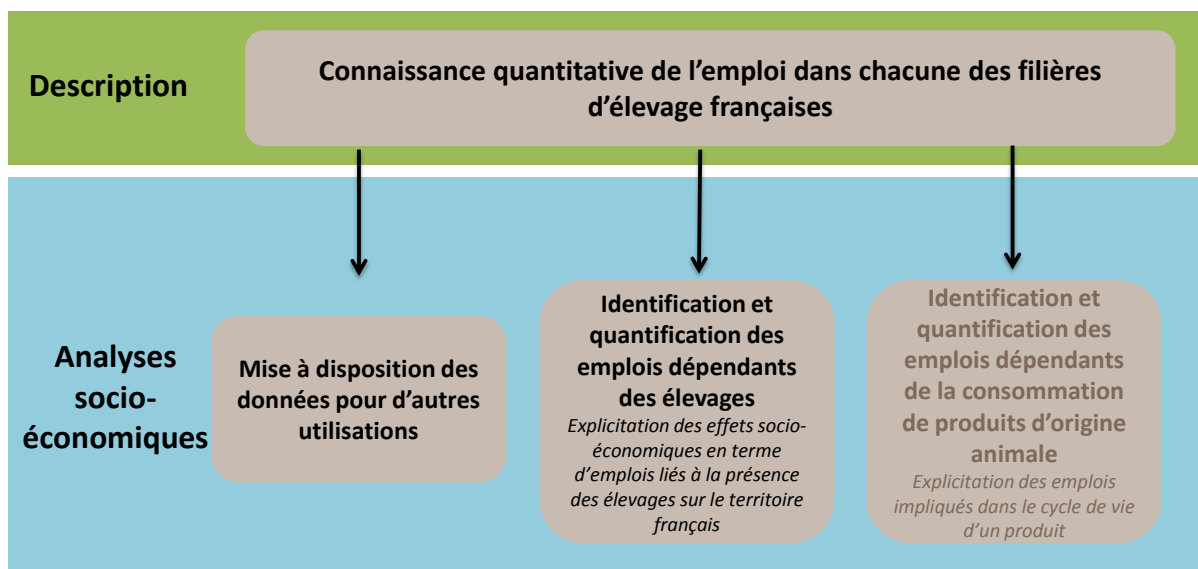 Description
Connaissance quantitative de l'emploi dans chacune des filières
d'élevage françaises
Analyses
socio-
économiques
Mise à disposition des
données pour d'autres
utilisations
Identification et
quantification des
emplois dépendants
des élevages
Explicitation des effets socio-
économiques en terme
d'emplois liés à la présence
des élevages sur le territoire
français
Identification et
quantification des
emplois dépendants
de la consommation
de produits d'origine
animale
Explicitation des emplois
impliqués dans le cycle de vie
d'un produit